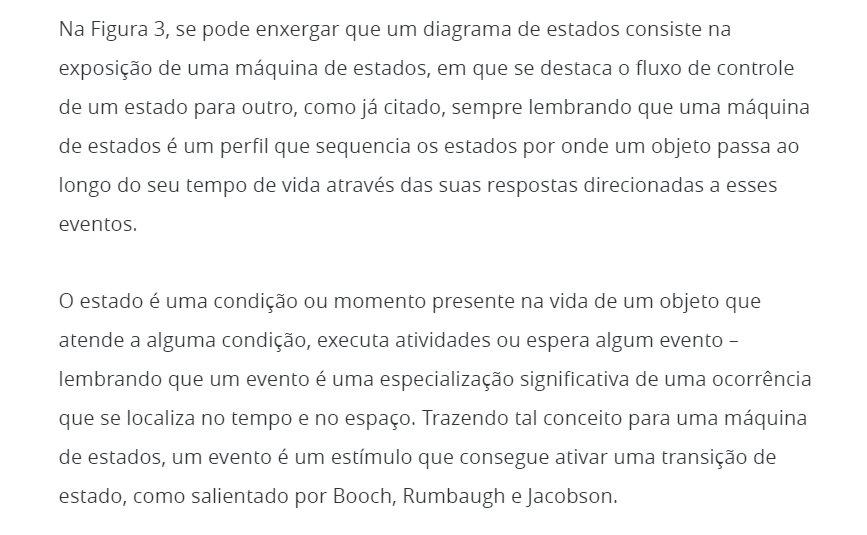 Na Figura 3, se pode enxergar que um diagrama de estados consiste na
exposição de uma máquina de estados, em que se destaca o fluxo de controle
de um estado para outro, como já citado, sempre lembrando que uma máquina
de estados é um perfil que sequencia os estados por onde um objeto passa ao
longo do seu tempo de vida através das suas respostas direcionadas a esses
eventos.
O estado é uma condição ou momento presente na vida de um objeto que
atende a alguma condição, executa atividades ou espera algum evento –
lembrando que um evento é uma especialização significativa de uma ocorrência
que se localiza no tempo e no espaço. Trazendo tal conceito para uma máquina
de estados, um evento é um estímulo que consegue ativar uma transição de
estado, como salientado por Booch, Rumbaugh e Jacobson.